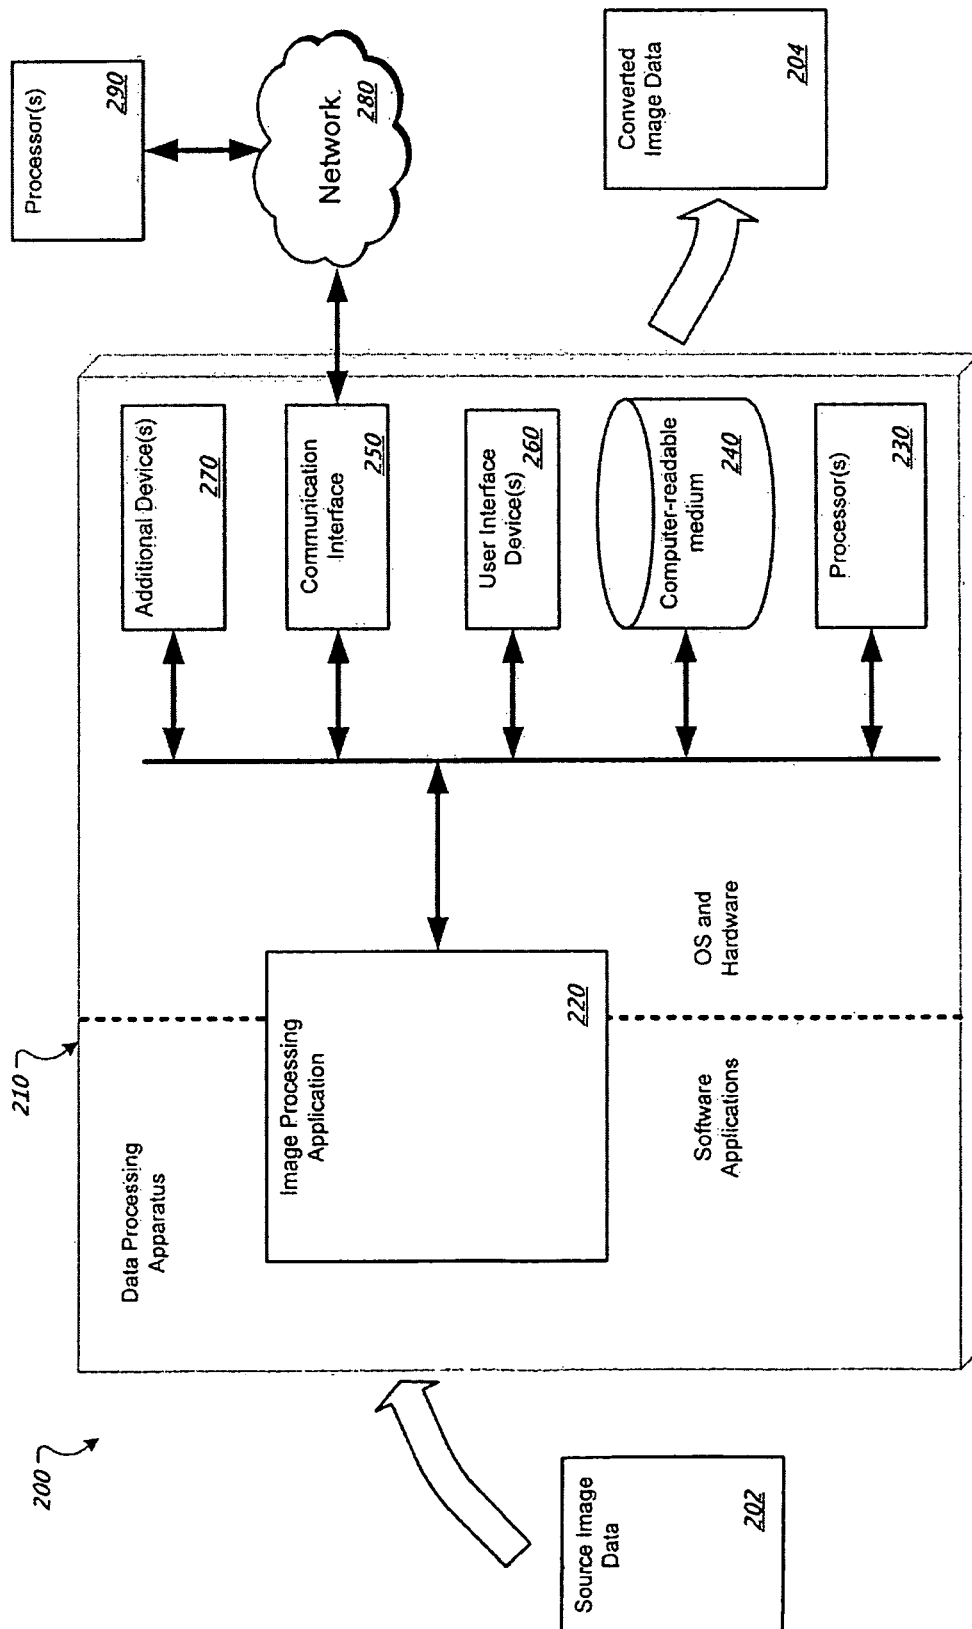 200
210
Data Processing
Apparatus
Image Processing
Application
220
Software
Applications
OS and
Hardware
Additional Device(s)
270
Communication
Interface
250
User Interface
Device(s)
260
Computer-readable
medium
240
Processor(s)
230
Processor(s)
290
Network
280
Source Image
Data
202
Converted
Image Data
204